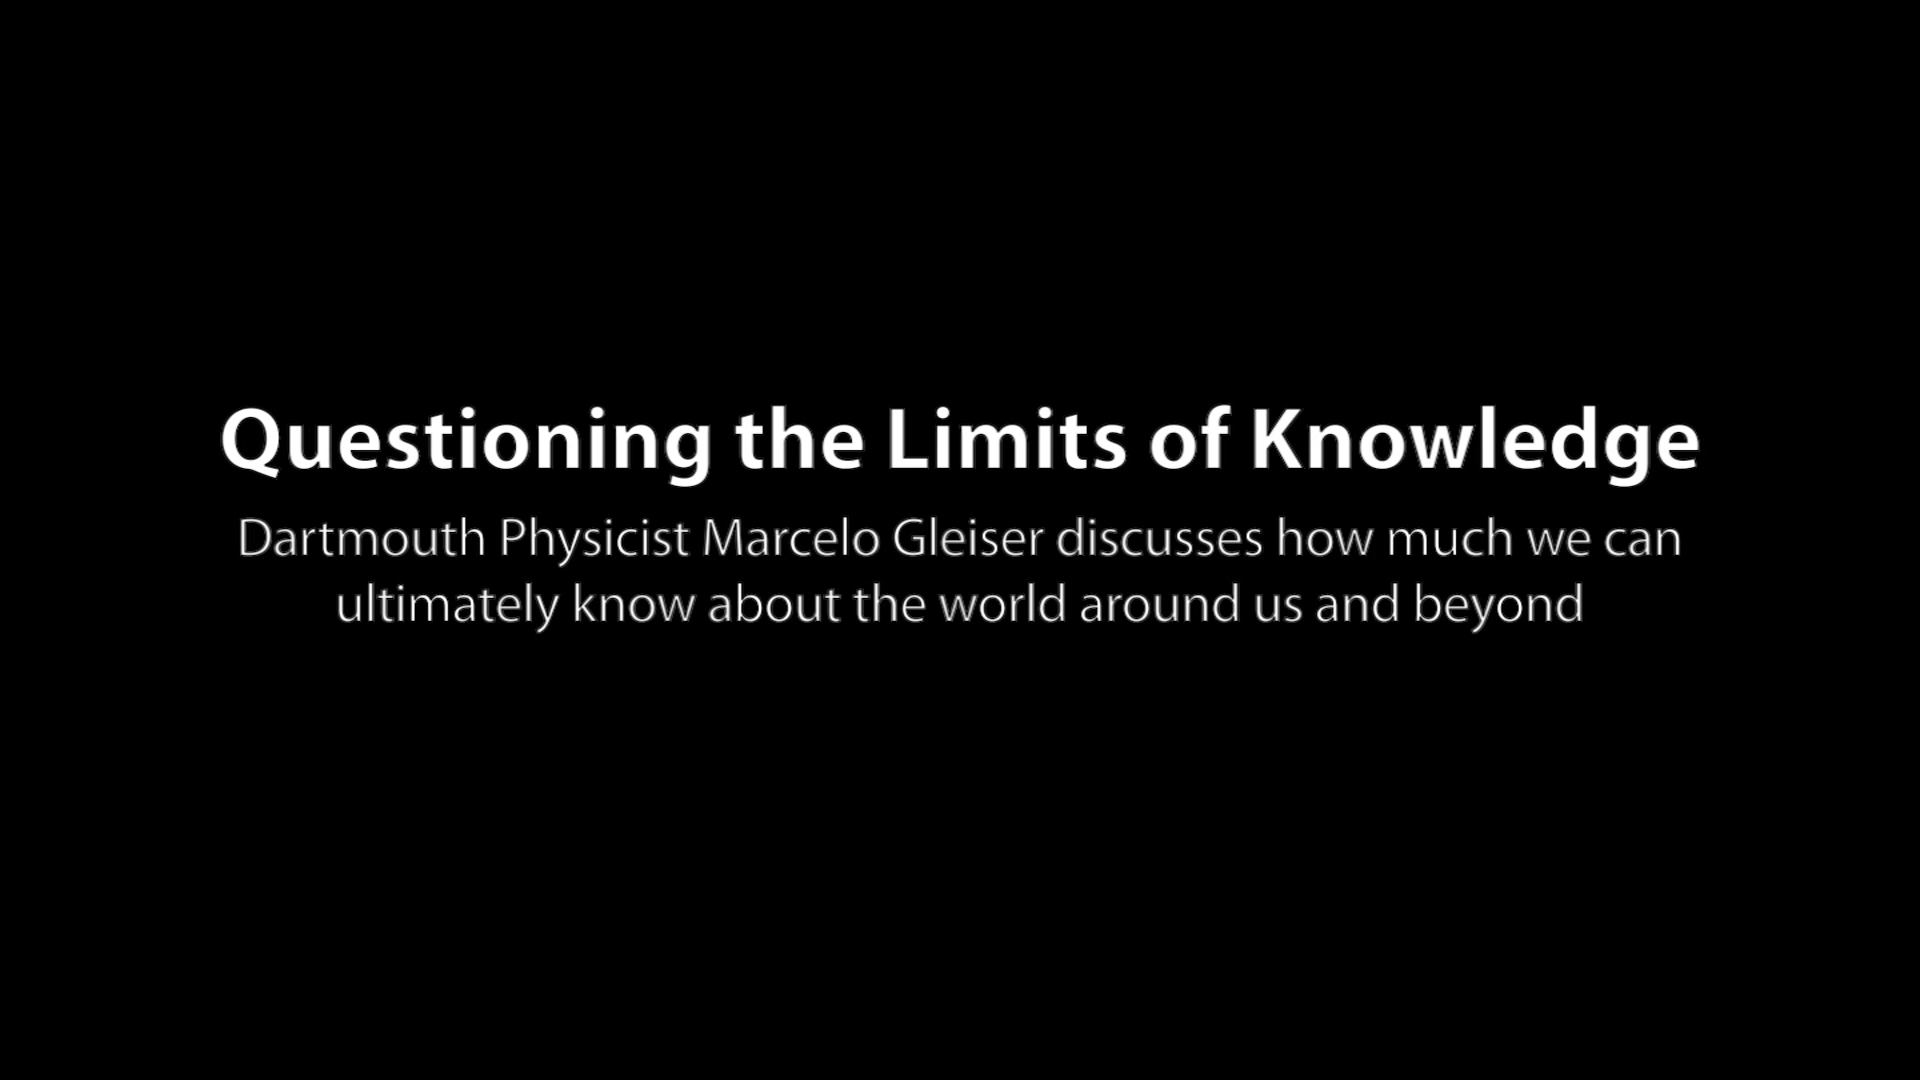 Questioning the Limits of Knowledge
Dartmouth Physicist Marcelo Gleiser discusses how much we can
ultimately know about the world around us and beyond